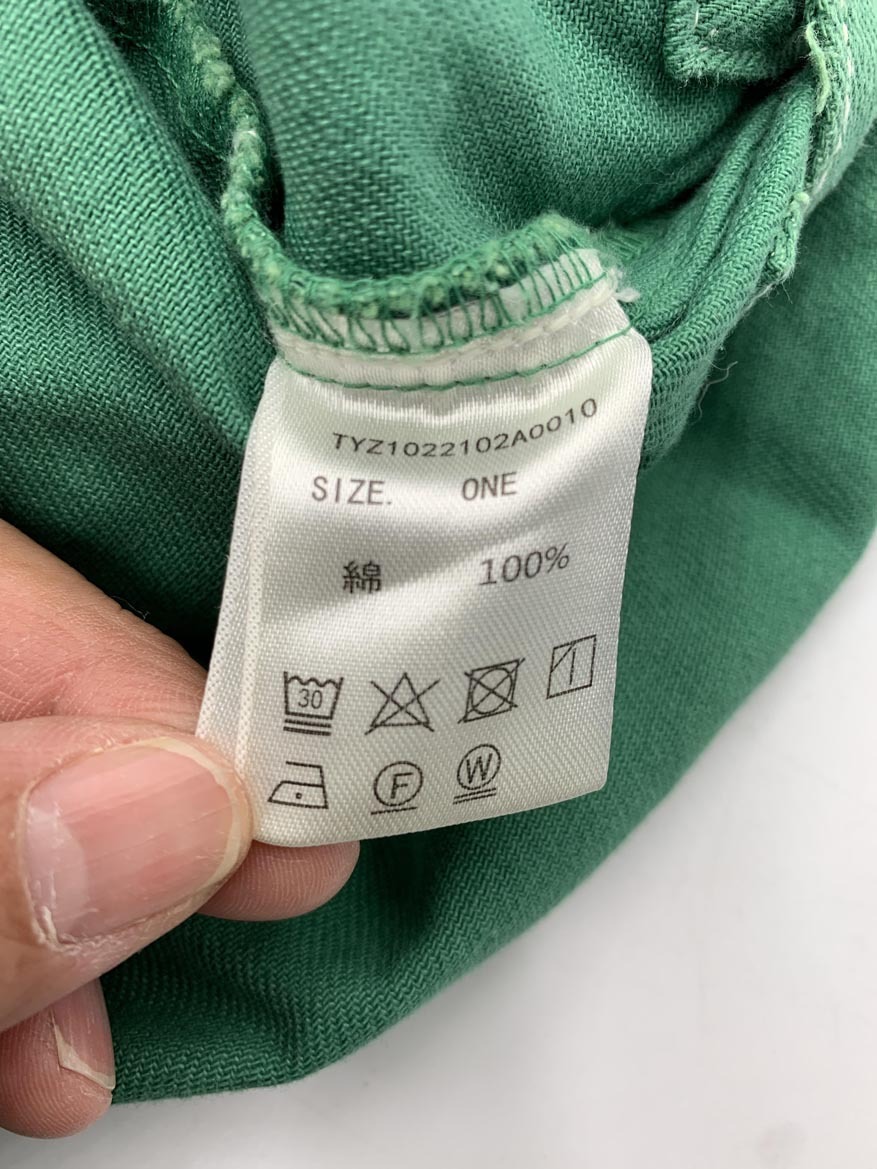 TYZ1022102A0010
SIZE. ONE
綿 100%
30
F W